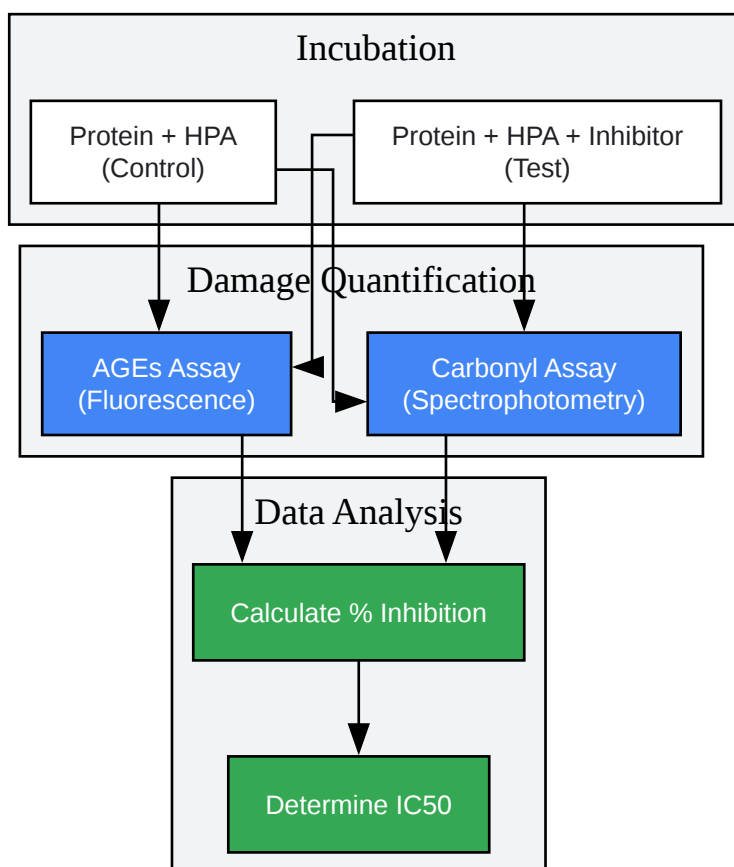 Incubation
Protein + HPA
(Control)
Protein + HPA + Inhibitor
(Test)
Damage Quantification
AGEs Assay
(Fluorescence)
Carbonyl Assay
(Spectrophotometry)
Data Analysis
Calculate % Inhibition
Determine IC50